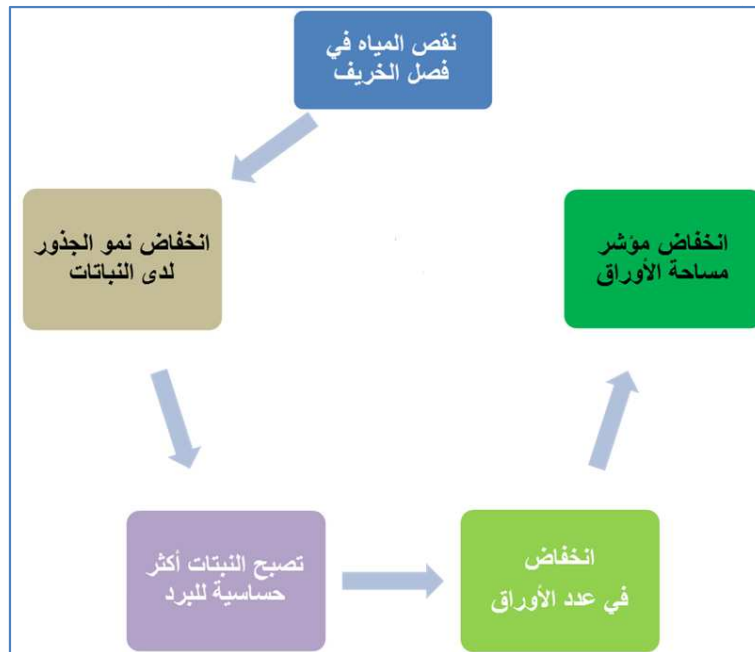 نقص المياه في
فصل الخريف
انخفاض نمو الجذور
لدى النباتات
تصبح النبتات أكثر
حساسية للبرد
انخفاض
في عدد الأوراق
انخفاض مؤشر
مساحة الأوراق